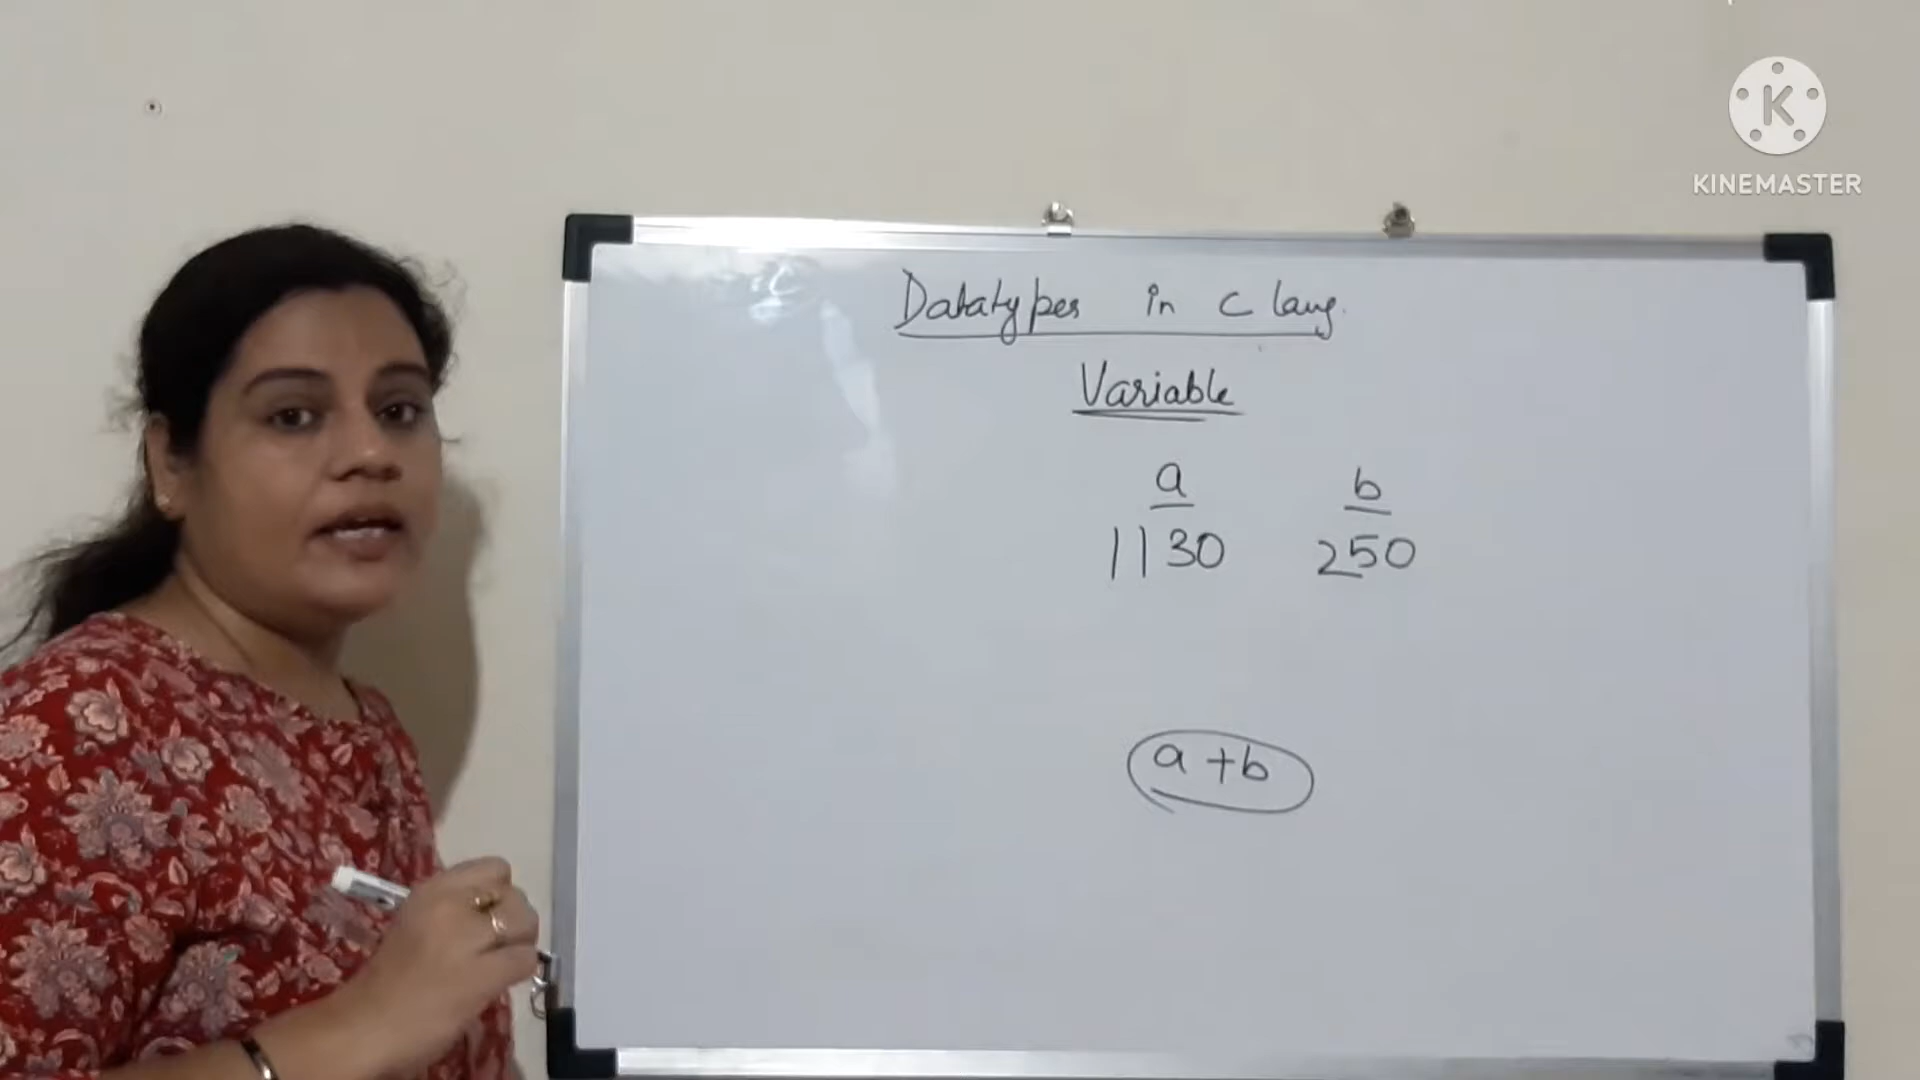 KINEMASTER
Datatypes in C lang.
Variable
a b
1130 250
a+b